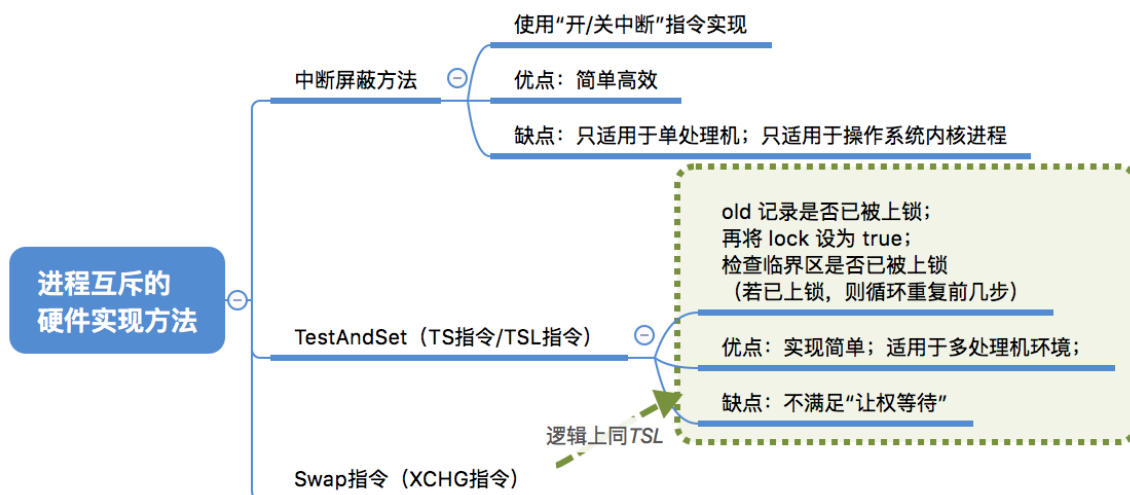 使用“开/关中断”指令实现
中断屏蔽方法
优点：简单高效
缺点：只适用于单处理机；只适用于操作系统内核进程
old 记录是否已被上锁；
再将 lock 设为 true；
检查临界区是否已被上锁
（若已上锁，则循环重复前几步）
进程互斥的
硬件实现方法
TestAndSet（TS指令/TSL指令）
优点：实现简单；适用于多处理机环境；
缺点：不满足“让权等待”
逻辑上同TSL
Swap指令（XCHG指令）